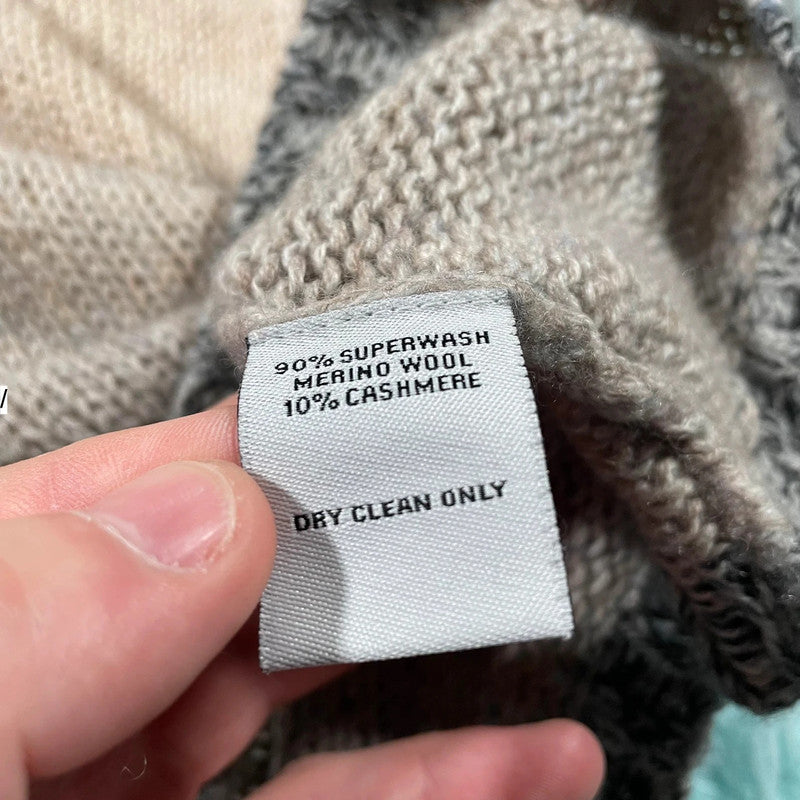 90% SUPERWASH
MERINO WOOL
10% CASHMERE
DRY CLEAN ONLY
/